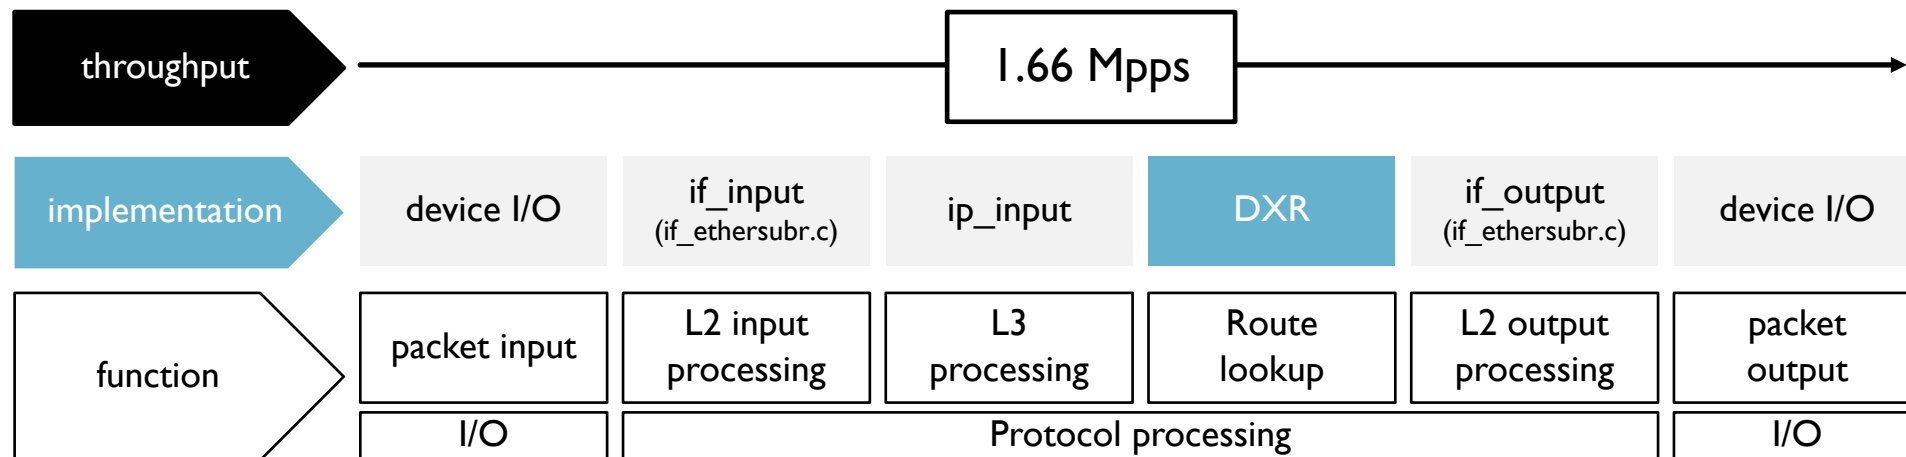 throughput
1.66 Mpps
implementation
device I/O
if_input
(if_ethersubr.c)
ip_input
DXR
if_output
(if_ethersubr.c)
device I/O
function
packet input
L2 input
processing
L3
processing
Route
lookup
L2 output
processing
packet
output
I/O
Protocol processing
I/O